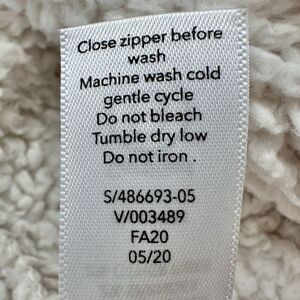 Close zipper before
wash
Machine wash cold
gentle cycle
Do not bleach
Tumble dry low
Do not iron .
S/486693-05
V/003489
FA20
05/20